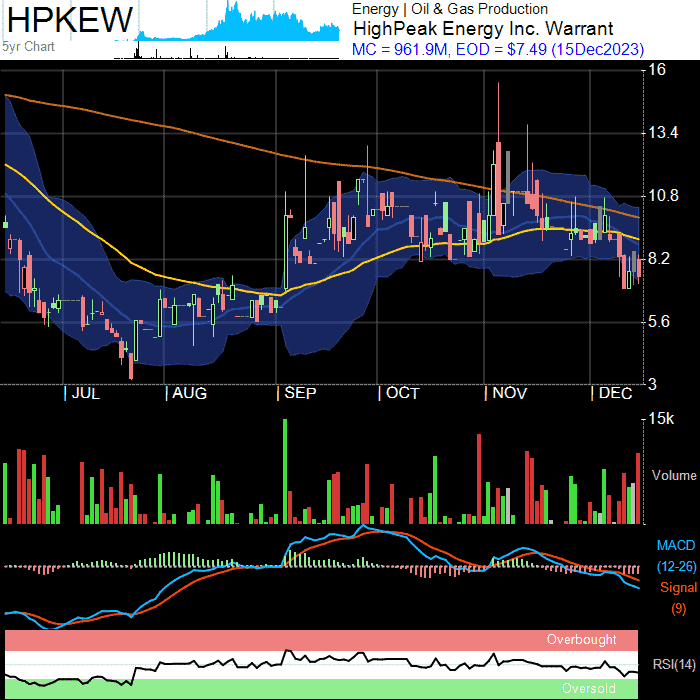 HPKEW
5yr Chart
Energy | Oil & Gas Production
HighPeak Energy Inc. Warrant
MC = 961.9M, EOD = $7.49 (15Dec2023)
16
13.4
10.8
8.2
5.6
3
| JUL | AUG | SEP | OCT | NOV | DEC
15k
Volume
MACD
(12-26)
Signal
(9)
Overbought
RSI(14)
Oversold